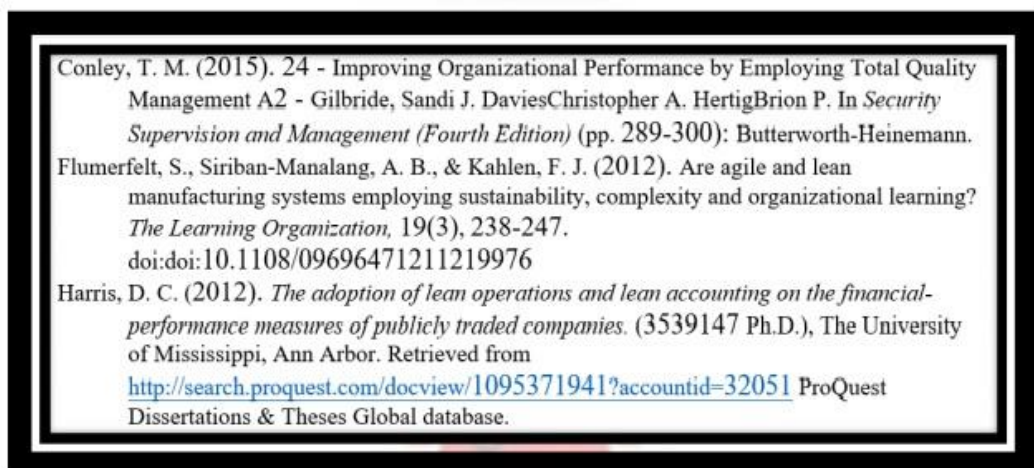 Conley, T. M. (2015). 24 - Improving Organizational Performance by Employing Total Quality
Management A2 - Gilbride, Sandi J. DaviesChristopher A. HertigBrion P. In Security
Supervision and Management (Fourth Edition) (pp. 289-300): Butterworth-Heinemann.
Flumerfelt, S., Siriban-Manalang, A. B., & Kahlen, F. J. (2012). Are agile and lean
manufacturing systems employing sustainability, complexity and organizational learning?
The Learning Organization, 19(3), 238-247.
doi:doi:10.1108/09696471211219976
Harris, D. C. (2012). The adoption of lean operations and lean accounting on the financial-
performance measures of publicly traded companies. (3539147 Ph.D.), The University
of Mississippi, Ann Arbor. Retrieved from
http://search.proquest.com/docview/1095371941?accountid=32051 ProQuest
Dissertations & Theses Global database.